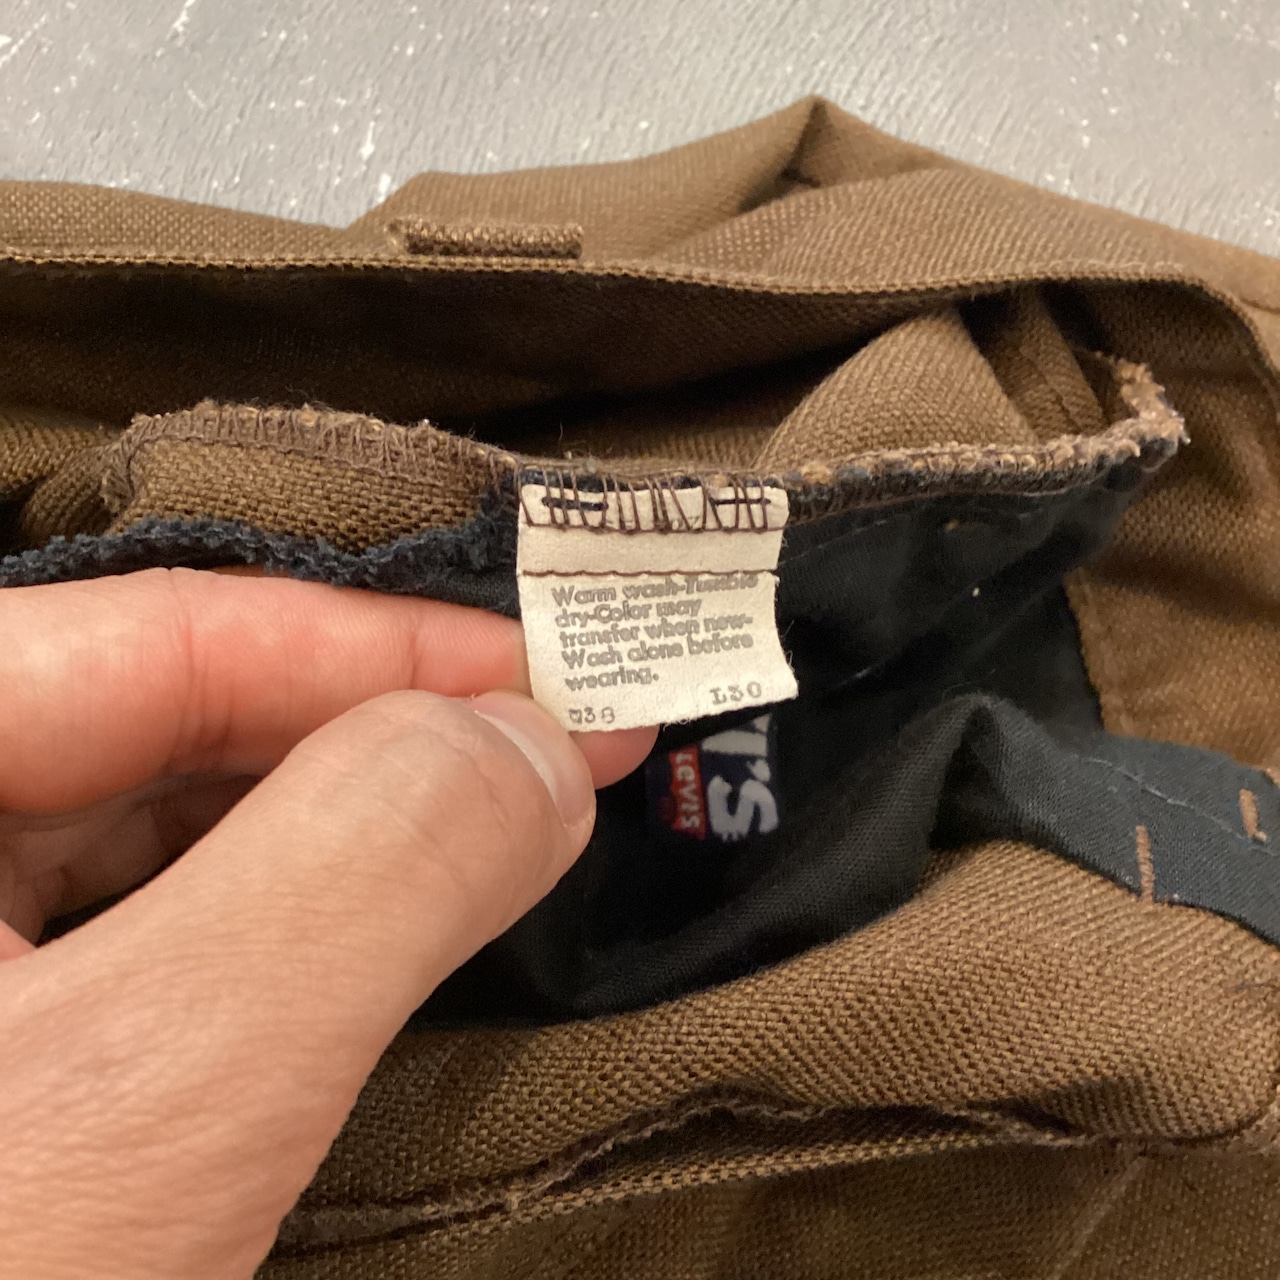 Warm wash-Tumble
dry-Color may
transfer when new-
Wash alone before
wearing.
W38 L30
LEVI'S